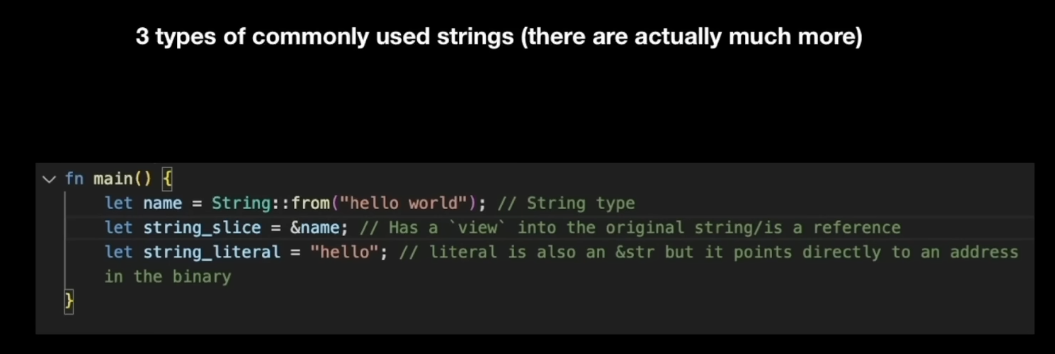 3 types of commonly used strings (there are actually much more)
fn main() {
let name = String::from("hello world"); // String type
let string_slice = &name; // Has a `view` into the original string/is a reference
let string_literal = "hello"; // literal is also an &str but it points directly to an address
in the binary
}